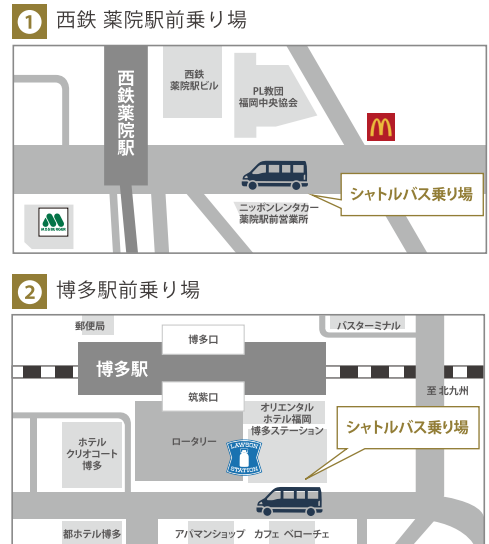 1 西鉄 薬院駅前乗り場
西鉄薬院駅
西鉄
薬院駅ビル
PL教団
福岡中央協会
シャトルバス乗り場
ニッポンレンタカー
薬院駅前営業所
MOS BURGER
2 博多駅前乗り場
郵便局
博多口
バスターミナル
博多駅
至 北九州
筑紫口
オリエンタル
ホテル福岡
博多ステーション
シャトルバス乗り場
ホテル
クリオコート
博多
ロータリー
LAWSON
STATION
都ホテル博多
アパマンショップ
カフェ ベローチェ